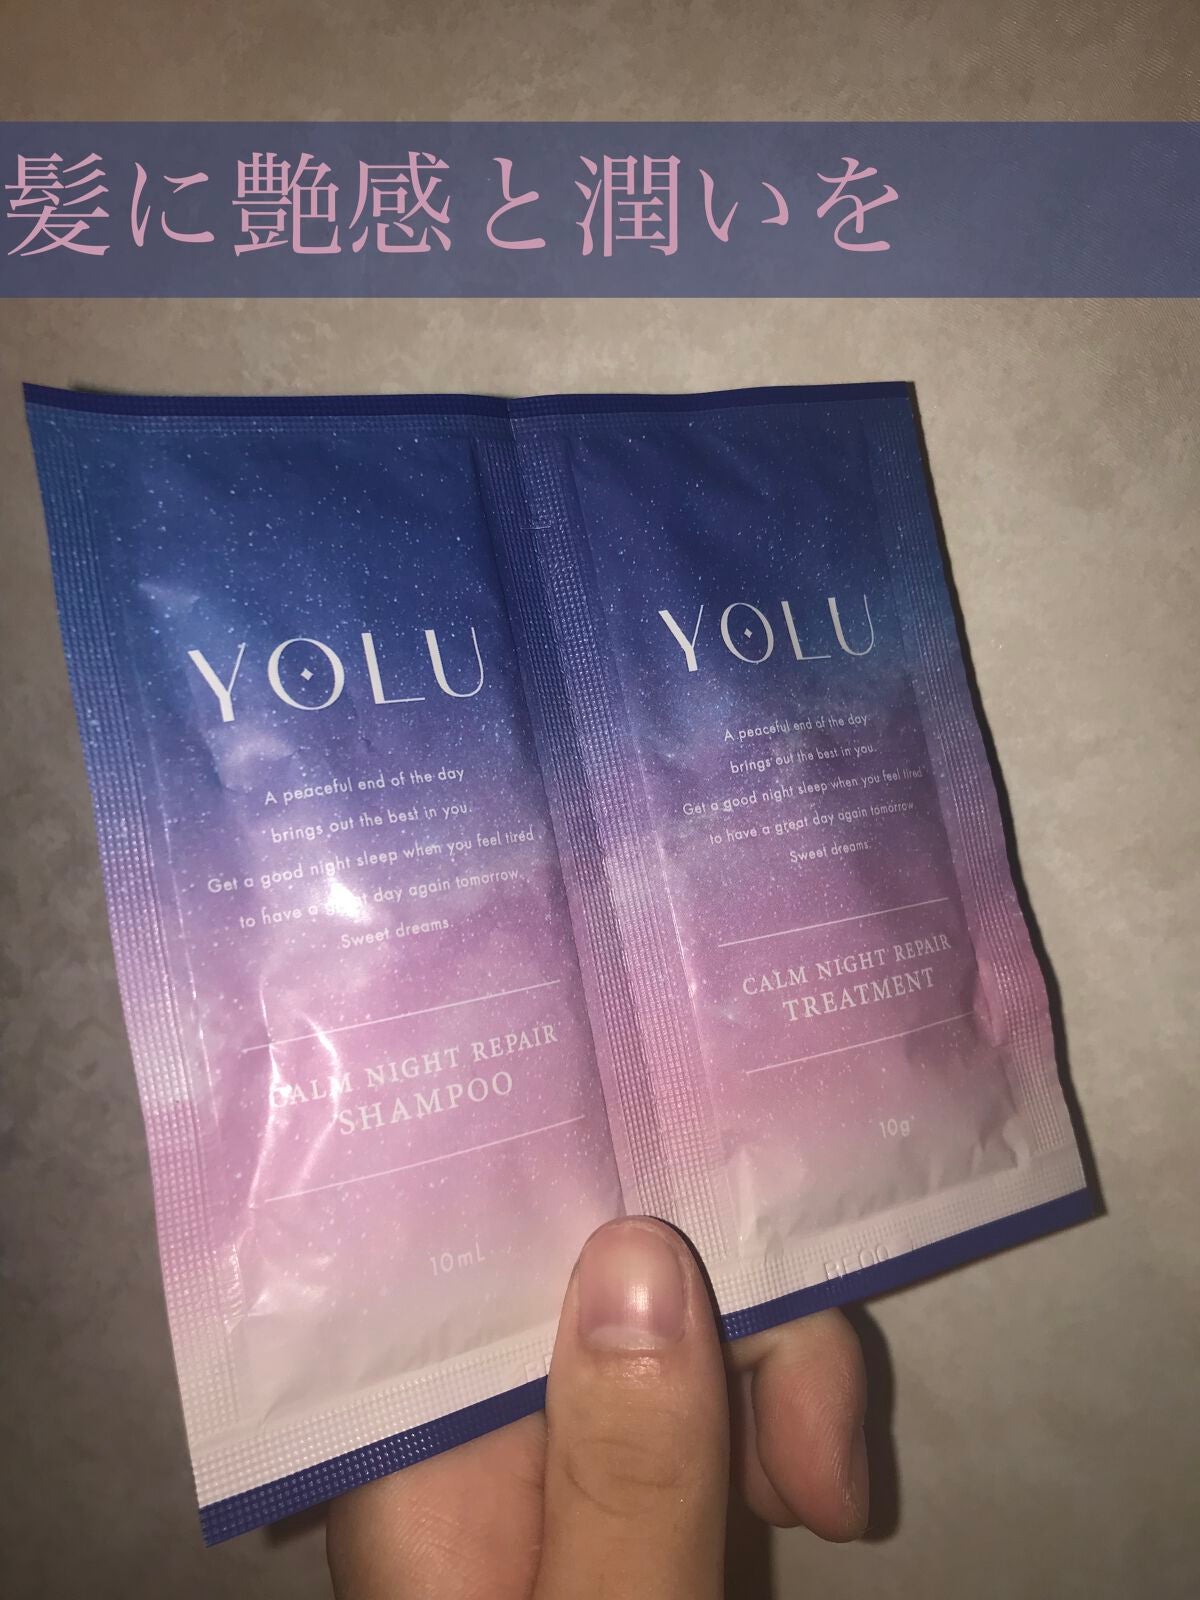 髪に艶感と潤いを
YOLU
A peaceful end of the day
brings out the best in you.
Get a good night sleep when you feel tired
to have a great day again tomorrow.
Sweet dreams.
CALM NIGHT REPAIR
SHAMPOO
10mL
YOLU
A peaceful end of the day
brings out the best in you.
Get a good night sleep when you feel tired
to have a great day again tomorrow.
Sweet dreams.
CALM NIGHT REPAIR
TREATMENT
10g